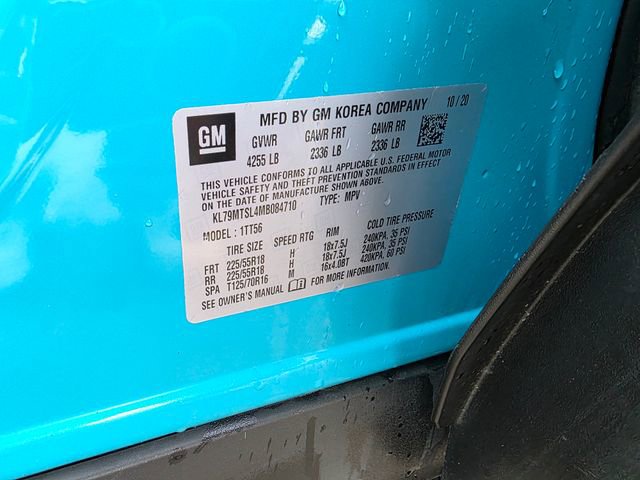 GM
MFD BY GM KOREA COMPANY 10 / 20
GVWR GAWR FRT GAWR RR
4255 LB 2336 LB 2336 LB
THIS VEHICLE CONFORMS TO ALL APPLICABLE U.S. FEDERAL MOTOR
VEHICLE SAFETY AND THEFT PREVENTION STANDARDS IN EFFECT
ON THE DATE OF MANUFACTURE SHOWN ABOVE.
KL79MTSL4MB084710 TYPE: MPV
MODEL : 1TT56
TIRE SIZE SPEED RTG RIM COLD TIRE PRESSURE
FRT 225/55R18 H 18x7.5J 240KPA, 35 PSI
RR 225/55R18 H 18x7.5J 240KPA, 35 PSI
SPA T125/70R16 M 16x4.0BT 420KPA, 60 PSI
SEE OWNER'S MANUAL FOR MORE INFORMATION.